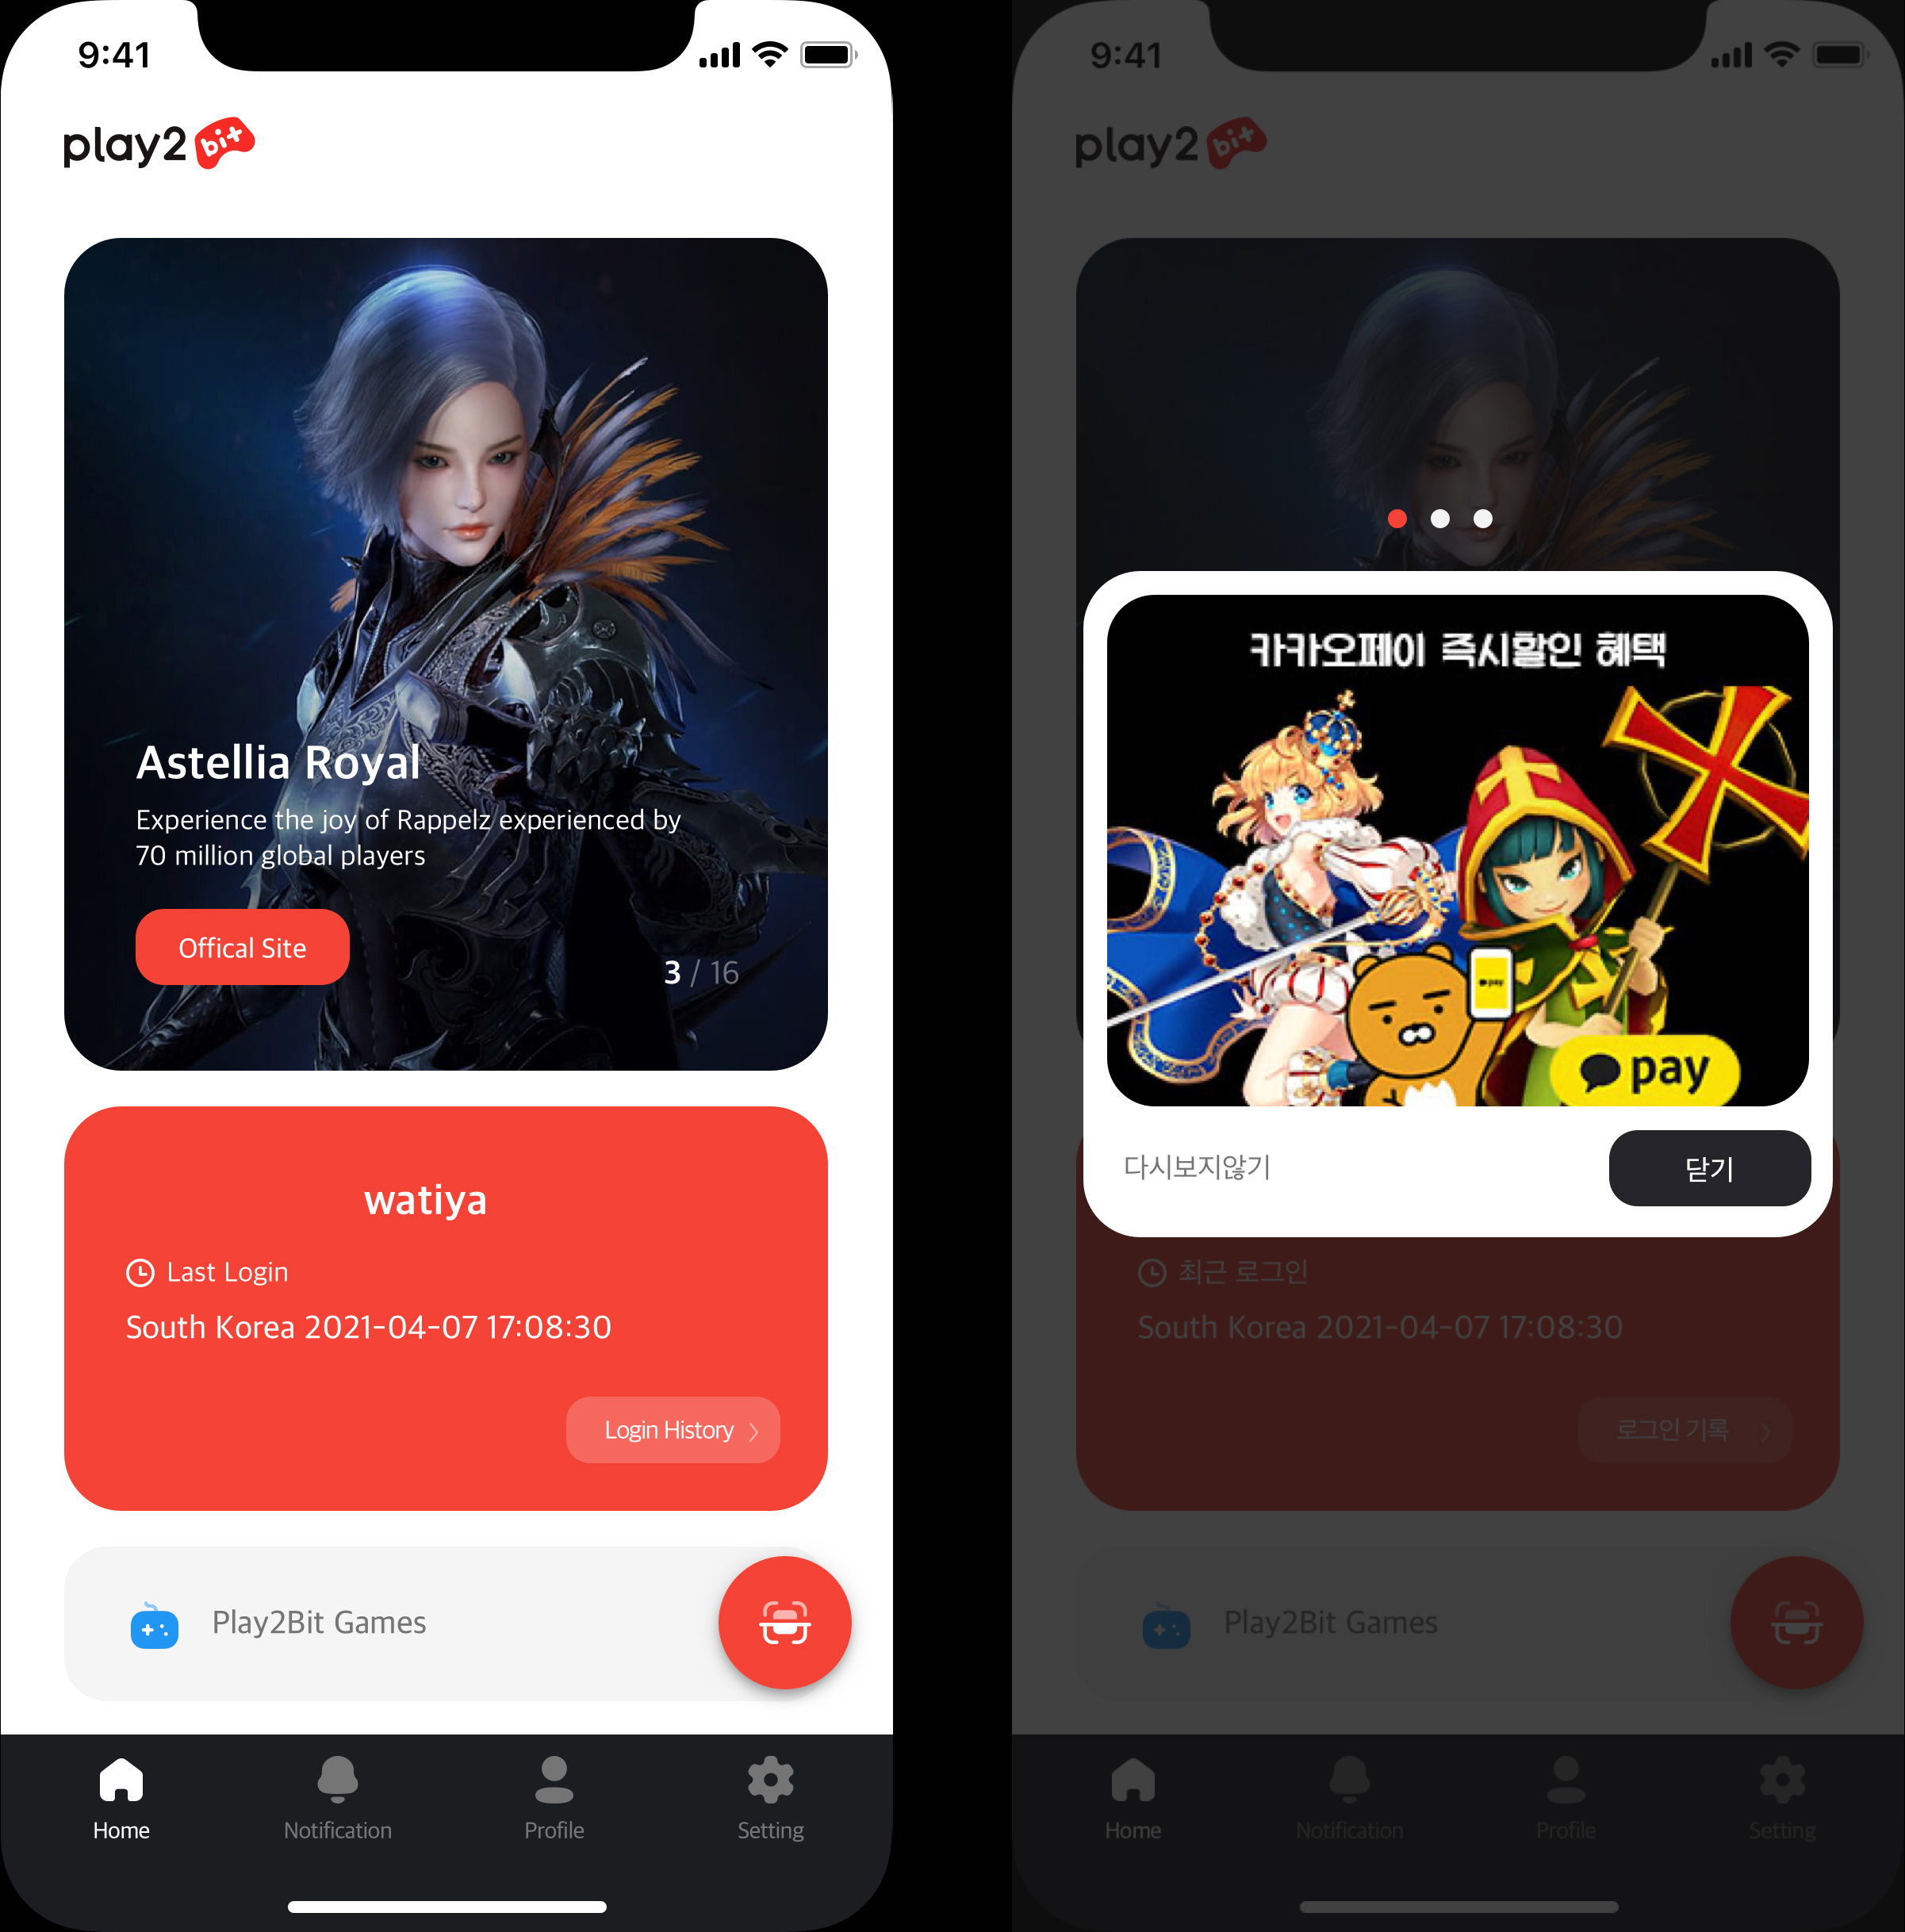 9:41
play2 bit
Astellia Royal
Experience the joy of Rappelz experienced by
70 million global players
Offical Site
3 / 16
watiya
Last Login
South Korea 2021-04-07 17:08:30
Login History
Play2Bit Games
Home
Notification
Profile
Setting
9:41
play2 bit
카카오페이 즉시할인 혜택
pay
pay
다시보지않기
닫기
최근 로그인
South Korea 2021-04-07 17:08:30
로그인 기록
Play2Bit Games
Home
Notification
Profile
Setting